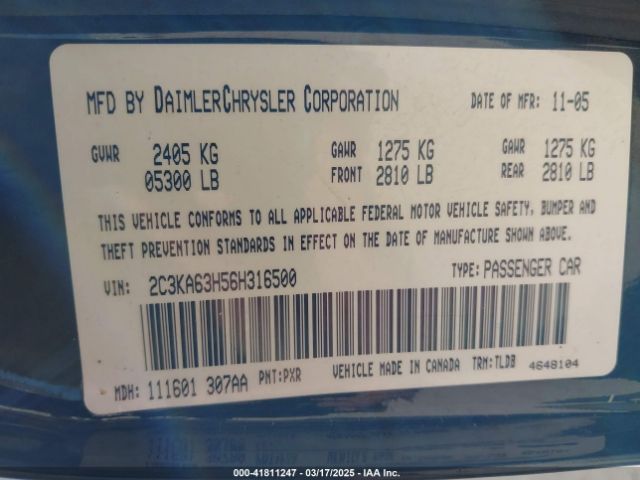 MFD BY DAIMLERCHRYSLER CORPORATION DATE OF MFR: 11-05
GVWR 2405 KG GAWR 1275 KG GAWR 1275 KG
05300 LB FRONT 2810 LB REAR 2810 LB
THIS VEHICLE CONFORMS TO ALL APPLICABLE FEDERAL MOTOR VEHICLE SAFETY, BUMPER AND
THEFT PREVENTION STANDARDS IN EFFECT ON THE DATE OF MANUFACTURE SHOWN ABOVE.
VIN: 2C3KA63H56H316500 TYPE: PASSENGER CAR
MDH: 111601 307AA PNT:PXR VEHICLE MADE IN CANADA TRM:TLDB 4648104
000-41811247 - 03/17/2025 - IAA Inc.